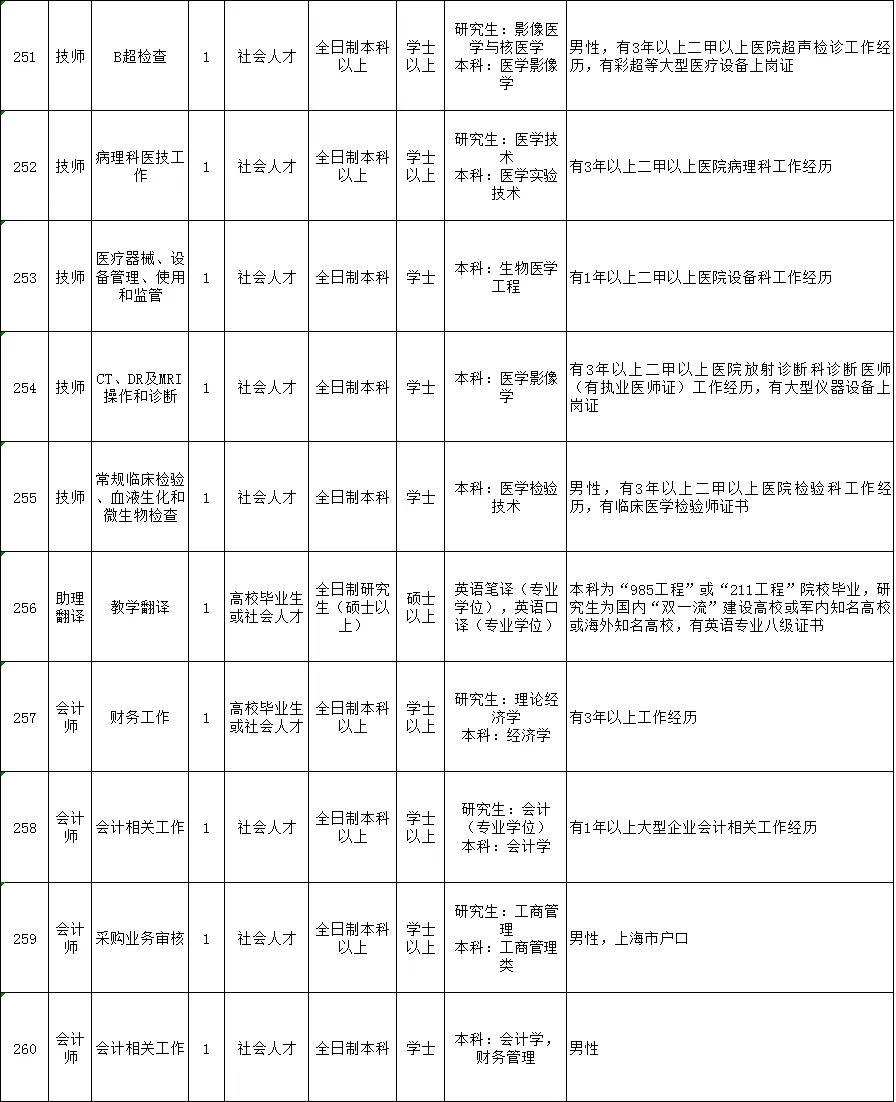 251 技师 B超检查 1 社会人才 全日制本科以上 学士以上 研究生：影像医学与核医学 本科：医学影像学 男性，有3年以上二甲以上医院超声检诊工作经历，有彩超等大型医疗设备上岗证
252 技师 病理科医技工作 1 社会人才 全日制本科以上 学士以上 研究生：医学技术 本科：医学实验技术 有3年以上二甲以上医院病理科工作经历
253 技师 医疗器械、设备管理、使用和监管 1 社会人才 全日制本科 学士 本科：生物医学工程 有1年以上二甲以上医院设备科工作经历
254 技师 CT、DR及MRI操作和诊断 1 社会人才 全日制本科 学士 本科：医学影像学 有3年以上二甲以上医院放射诊断科诊断医师（有执业医师证）工作经历，有大型仪器设备上岗证
255 技师 常规临床检验、血液生化和微生物检查 1 社会人才 全日制本科 学士 本科：医学检验技术 男性，有3年以上二甲以上医院检验科工作经历，有临床医学检验师证书
256 助理翻译 教学翻译 1 高校毕业生或社会人才 全日制研究生（硕士以上） 硕士以上 英语笔译（专业学位），英语口译（专业学位） 本科为“985工程”或“211工程”院校毕业，研究生为国内“双一流”建设高校或军内知名高校或海外知名高校，有英语专业八级证书
257 会计师 财务工作 1 高校毕业生或社会人才 全日制本科以上 学士以上 研究生：理论经济学 本科：经济学 有3年以上工作经历
258 会计师 会计相关工作 1 社会人才 全日制本科以上 学士以上 研究生：会计（专业学位） 本科：会计学 有1年以上大型企业会计相关工作经历
259 会计师 采购业务审核 1 社会人才 全日制本科以上 学士以上 研究生：工商管理 本科：工商管理类 男性，上海市户口
260 会计师 会计相关工作 1 社会人才 全日制本科 学士 本科：会计学，财务管理 男性